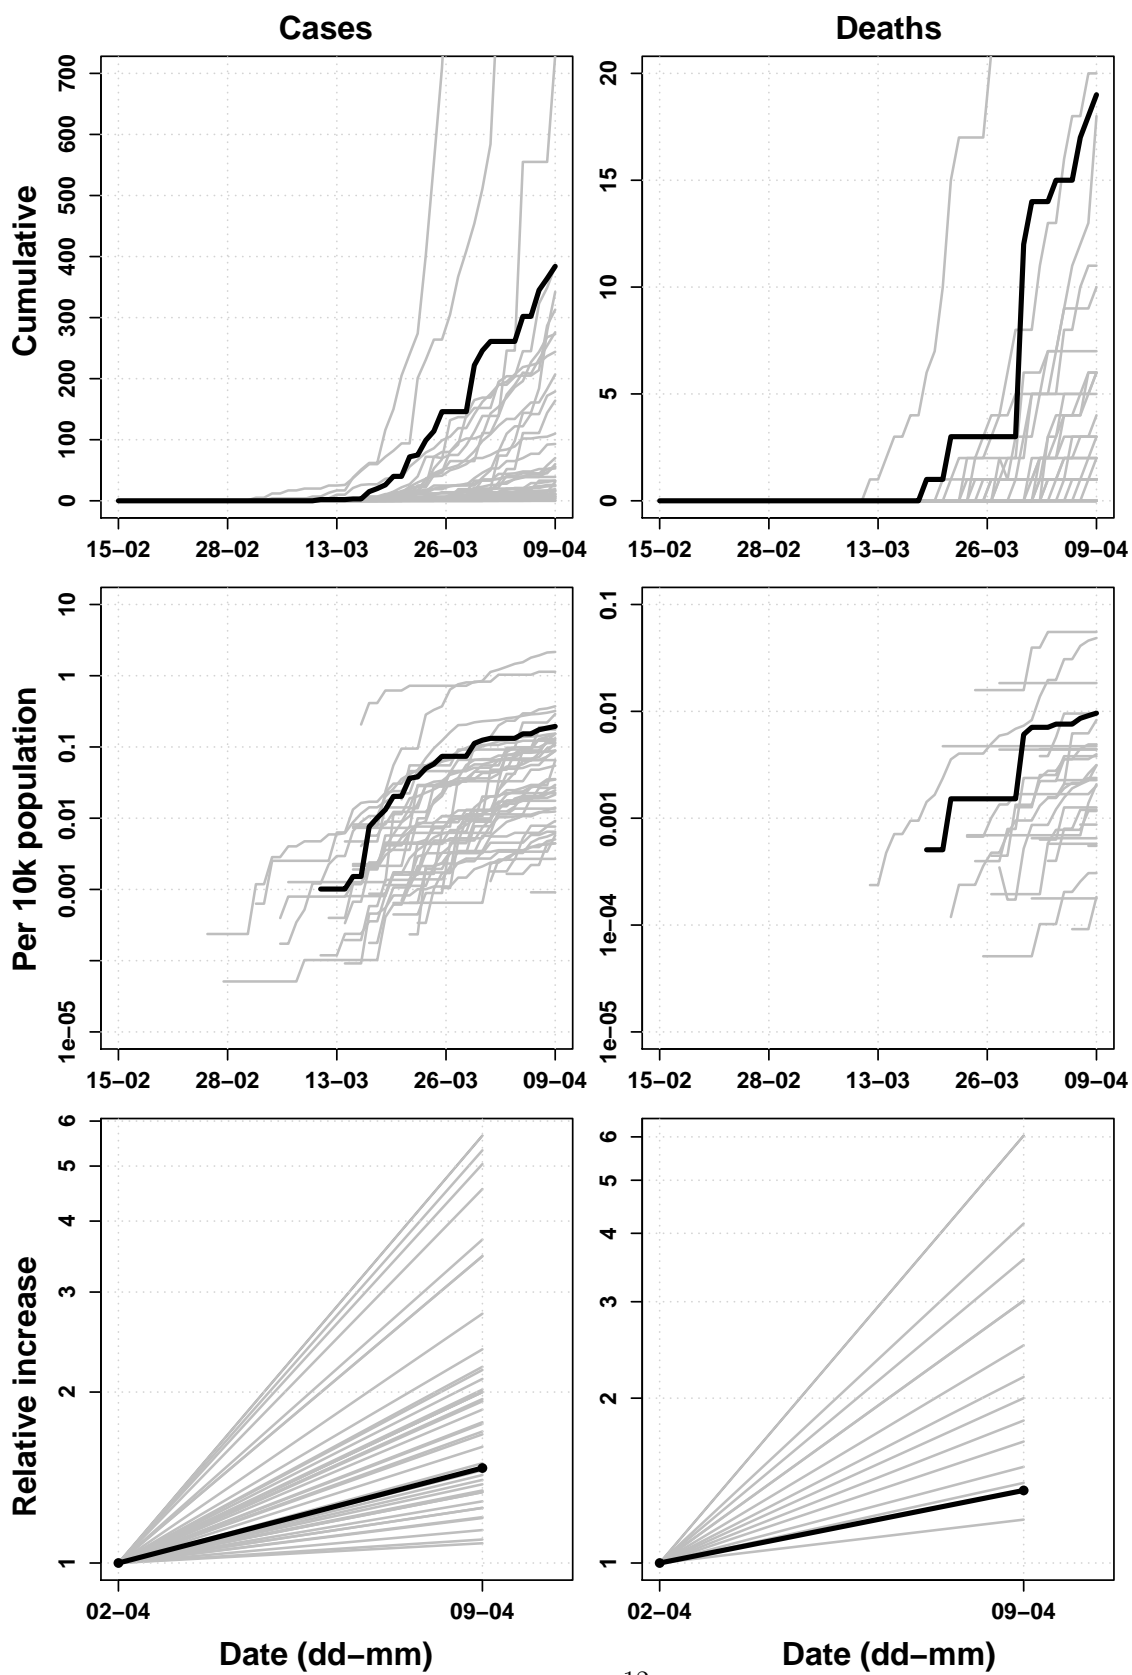 Cases
Deaths
Cumulative
0 100 200 300 400 500 600 700
15−02 28−02 13−03 26−03 09−04
0 5 10 15 20
15−02 28−02 13−03 26−03 09−04
Per 10k population
1e−05 0.001 0.01 0.1 1 10
15−02 28−02 13−03 26−03 09−04
1e−05 1e−04 0.001 0.01 0.1
15−02 28−02 13−03 26−03 09−04
Relative increase
1 2 3 4 5 6
02−04 09−04
Date (dd−mm)
1 2 3 4 5 6
02−04 09−04
Date (dd−mm)